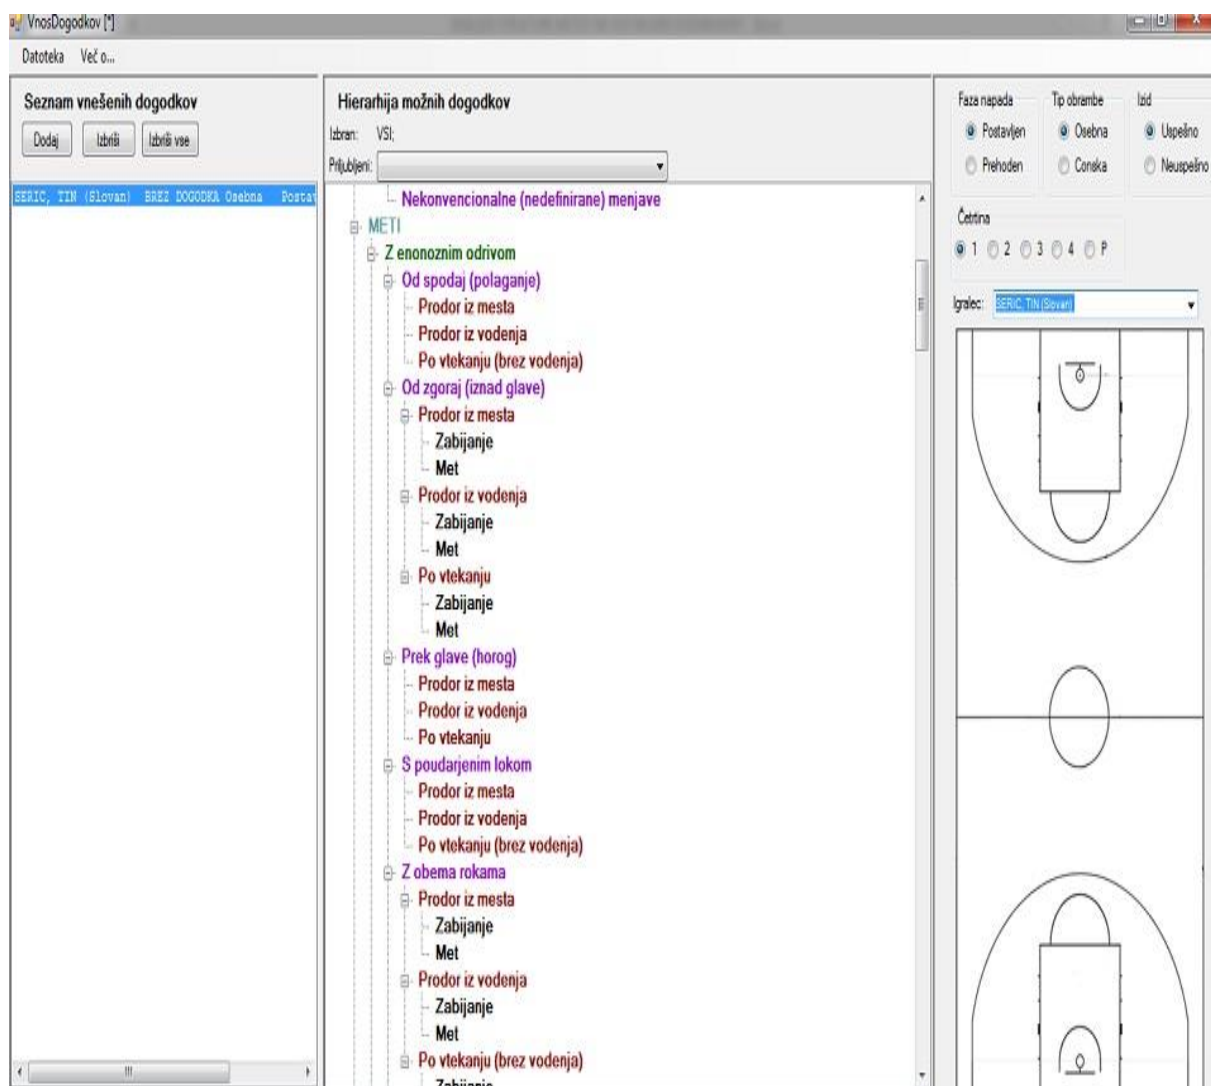 VnosDogodkov [*]
Datoteka Več o...
Seznam vnešenih dogodkov
Dodaj Izbriši Izbriši vse
SERIC, TIN (Slovan) BREZ DOGODKA Osebna Postav
Hierarhija možnih dogodkov
Izbran: VSI;
Priljubljeni:
Nekonvencionalne (nedefinirane) menjave
METI
Z enonoznim odrivom
Od spodaj (polaganje)
Prodor iz mesta
Prodor iz vodenja
Po vtekanju (brez vodenja)
Od zgoraj (iznad glave)
Prodor iz mesta
Zabijanje
Met
Prodor iz vodenja
Zabijanje
Met
Po vtekanju
Zabijanje
Met
Prek glave (horog)
Prodor iz mesta
Prodor iz vodenja
Po vtekanju
S poudarjenim lokom
Prodor iz mesta
Prodor iz vodenja
Po vtekanju (brez vodenja)
Z obema rokama
Prodor iz mesta
Zabijanje
Met
Prodor iz vodenja
Zabijanje
Met
Po vtekanju (brez vodenja)
Zabijanje
Faza napada Tip obrambe Izid
Postavljen Osebna Uspešno
Prehoden Conska Neuspešno
Četrtina
1 2 3 4 P
Igralec: SERIC, TIN (Slovan)